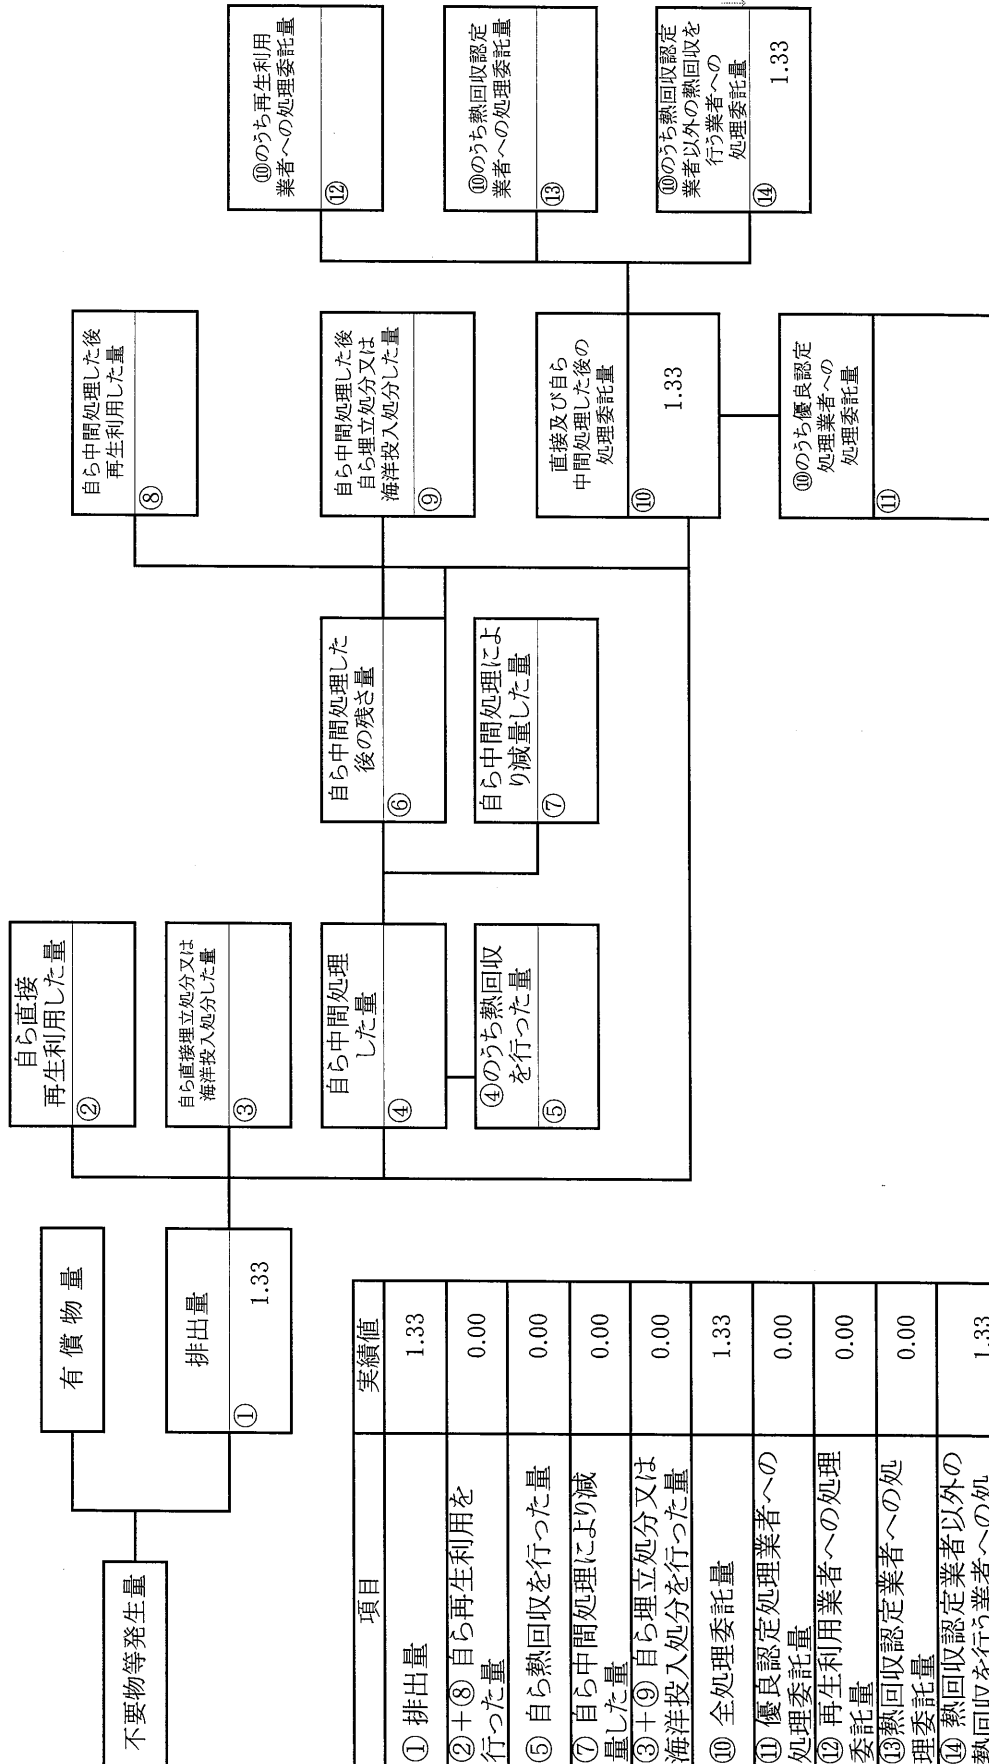 不要物等発生量
有 償 物 量
排出量
①
1.33
自ら直接
再生利用した量
②
自ら直接埋立処分又は
海洋投入処分した量
③
自ら中間処理
した量
④
④のうち熱回収
を行った量
⑤
自ら中間処理した
後の残さ量
⑥
自ら中間処理によ
り減量した量
⑦
自ら中間処理した後
再生利用した量
⑧
自ら中間処理した後
自ら埋立処分又は
海洋投入処分した量
⑨
直接及び自ら
中間処理した後の
処理委託量
⑩
1.33
⑩のうち優良認定
処理業者への
処理委託量
⑪
⑩のうち再生利用
業者への処理委託量
⑫
⑩のうち熱回収認定
業者への処理委託量
⑬
⑩のうち熱回収認定
業者以外の熱回収を
行う業者への
処理委託量
⑭
1.33
項目 実績値
① 排出量 1.33
②+⑧ 自ら再生利用を
行った量 0.00
⑤ 自ら熱回収を行った量 0.00
⑦ 自ら中間処理により減
量した量 0.00
③+⑨ 自ら埋立処分又は
海洋投入処分を行った量 0.00
⑩ 全処理委託量 1.33
⑪ 優良認定処理業者への
処理委託量 0.00
⑫ 再生利用業者への処理
委託量 0.00
⑬熱回収認定業者への処
理委託量 0.00
⑭ 熱回収認定業者以外の
熱回収を行う業者への処 1.33